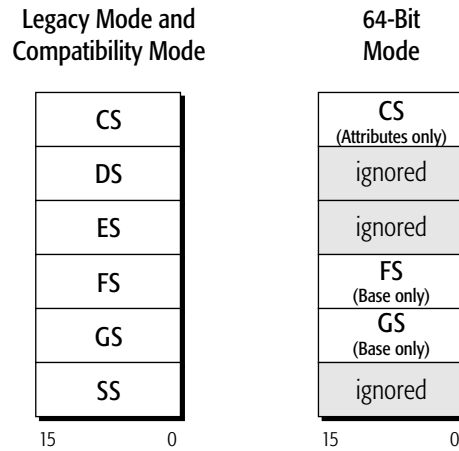 Legacy Mode and
Compatibility Mode
CS
DS
ES
FS
GS
SS
15 0
64-Bit
Mode
CS
(Attributes only)
ignored
ignored
FS
(Base only)
GS
(Base only)
ignored
15 0